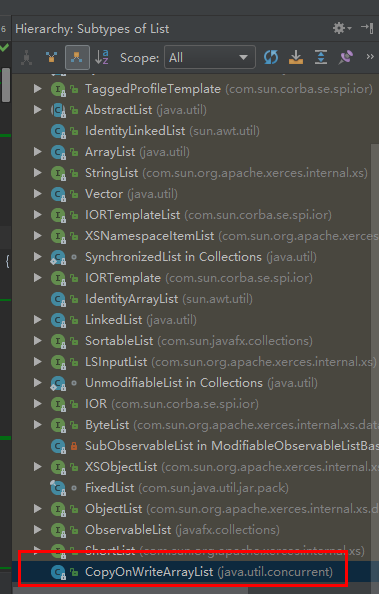 6
Hierarchy: Subtypes of List
Scope: All
TaggedProfileTemplate (com.sun.corba.se.spi.ior)
AbstractList (java.util)
IdentityLinkedList (sun.awt.util)
ArrayList (java.util)
StringList (com.sun.org.apache.xerces.internal.xs)
Vector (java.util)
IORTemplateList (com.sun.corba.se.spi.ior)
XSNamespaceItemList (com.sun.org.apache.xerces
SynchronizedList in Collections (java.util)
IORTemplate (com.sun.corba.se.spi.ior)
IdentityArrayList (sun.awt.util)
LinkedList (java.util)
SortableList (com.sun.javafx.collections)
LSInputList (com.sun.org.apache.xerces.internal.xs)
UnmodifiableList in Collections (java.util)
IOR (com.sun.corba.se.spi.ior)
ByteList (com.sun.org.apache.xerces.internal.xs.dat
SubObservableList in ModifiableObservableListBas
XSObjectList (com.sun.org.apache.xerces.internal.x
FixedList (com.sun.java.util.jar.pack)
ObjectList (com.sun.org.apache.xerces.internal.xs.d
ObservableList (javafx.collections)
ShortList (com.sun.org.apache.xerces.internal.xs)
CopyOnWriteArrayList (java.util.concurrent)
{